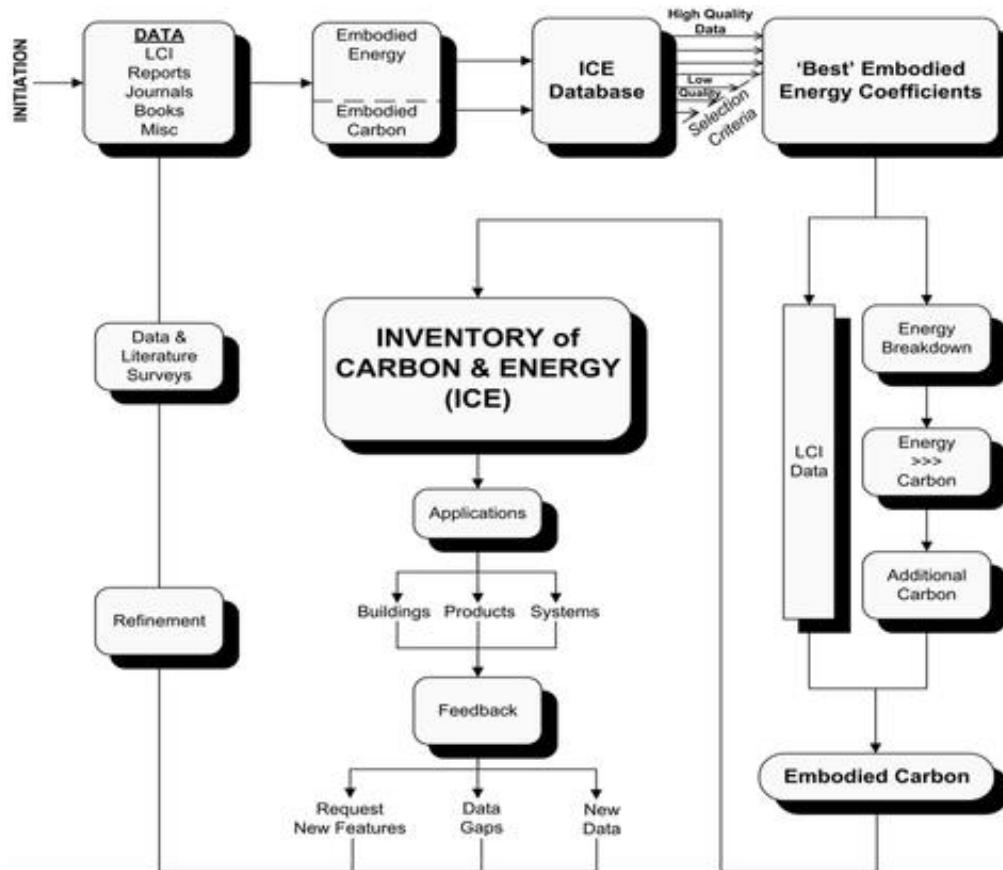 INITIATION
DATA
LCI
Reports
Journals
Books
Misc
Embodied
Energy
Embodied
Carbon
ICE
Database
High Quality
Data
Low
Quality
Selection
Criteria
‘Best’ Embodied
Energy Coefficients
Data &
Literature
Surveys
Refinement
INVENTORY of
CARBON & ENERGY
(ICE)
Applications
Buildings
Products
Systems
Feedback
Request
New Features
Data
Gaps
New
Data
LCI
Data
Energy
Breakdown
Energy
>>>
Carbon
Additional
Carbon
Embodied Carbon